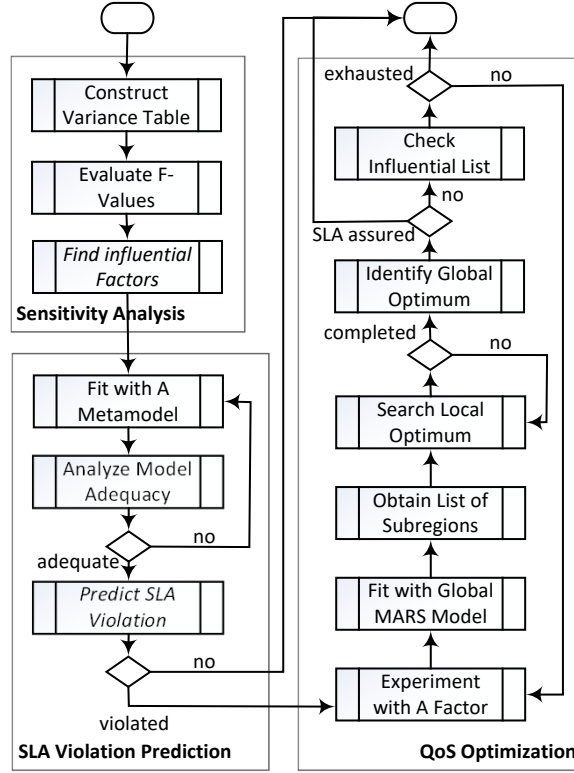 Construct
Variance Table
Evaluate F-
Values
Find influential
Factors
Sensitivity Analysis
Fit with A
Metamodel
Analyze Model
Adequacy
no
adequate
Predict SLA
Violation
no
violated
SLA Violation Prediction
exhausted
no
Check
Influential List
no
SLA assured
Identify Global
Optimum
completed
no
Search Local
Optimum
Obtain List of
Subregions
Fit with Global
MARS Model
Experiment
with A Factor
QoS Optimization